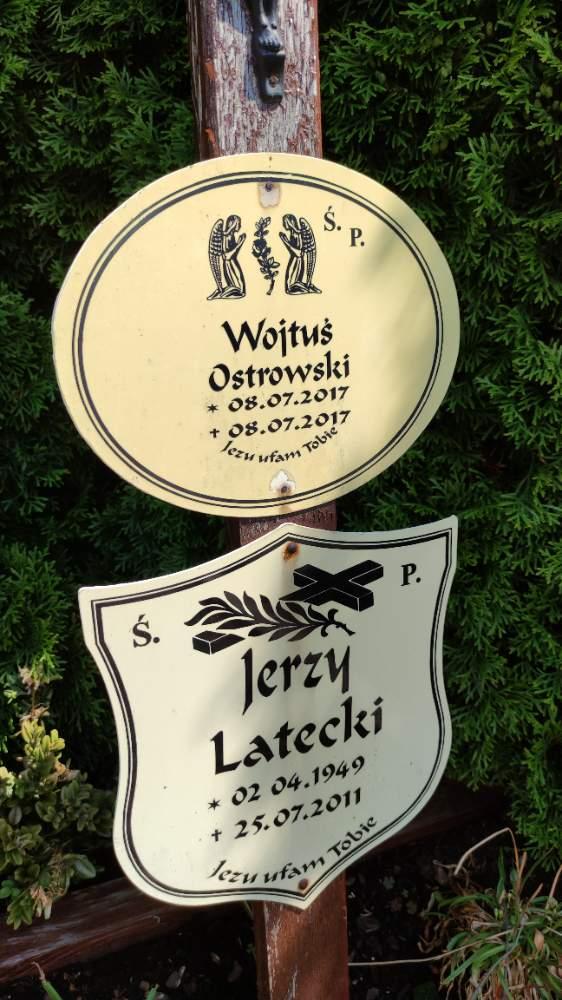 Ś. P.
Wojtuś
Ostrowski
* 08.07.2017
+ 08.07.2017
Jezu ufam Tobie
Ś. P.
Jerzy
Latecki
* 02 04.1949
+ 25.07.2011
Jezu ufam Tobie